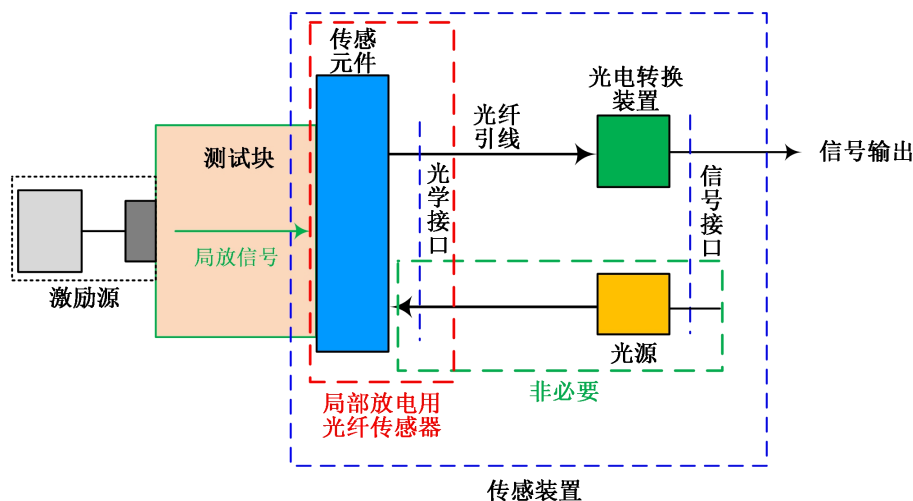 传感
元件
光电转换
装置
光纤
引线
测试块
信号输出
光学接口
信号接口
局放信号
激励源
光源
非必要
局部放电用
光纤传感器
传感装置